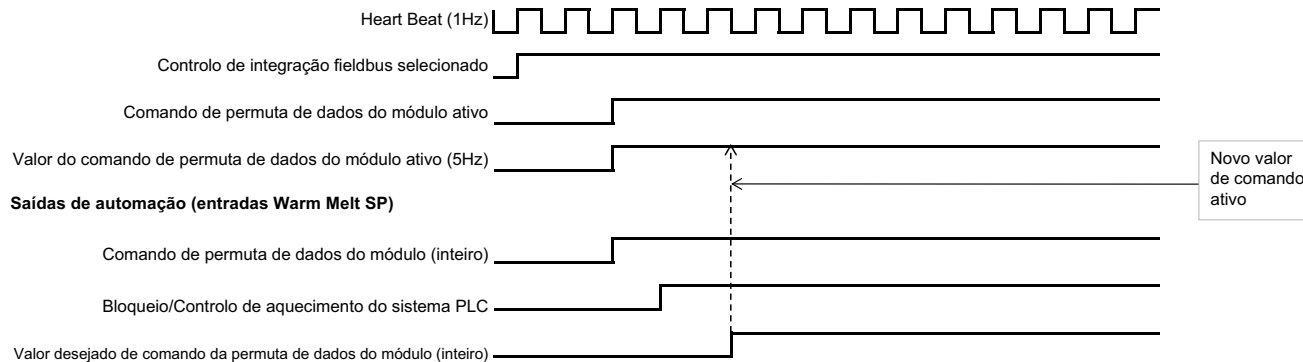 Heart Beat (1Hz)
Controlo de integração fieldbus selecionado
Comando de permuta de dados do módulo ativo
Valor do comando de permuta de dados do módulo ativo (5Hz)
Novo valor
de comando
ativo
Saídas de automação (entradas Warm Melt SP)
Comando de permuta de dados do módulo (inteiro)
Bloqueio/Controlo de aquecimento do sistema PLC
Valor desejado de comando da permuta de dados do módulo (inteiro)